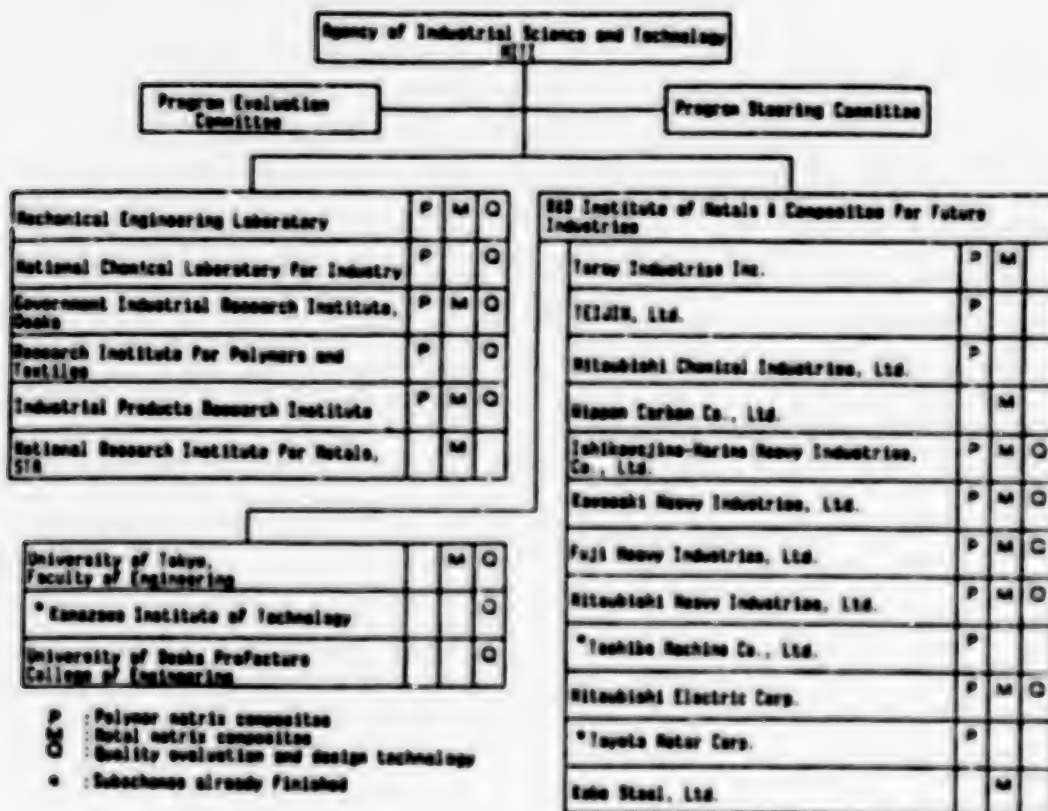 Agency of Industrial Science and Technology
MITI
Program Evaluation
Committee
Program Steering Committee
Mechanical Engineering Laboratory P M Q
National Chemical Laboratory For Industry P Q
Government Industrial Research Institute, P M Q
Osaka
Research Institute For Polymers and P Q
Textiles
Industrial Products Research Institute P M Q
National Research Institute For Metals, M
STA
University of Tokyo, M Q
Faculty of Engineering
*Kanazawa Institute of Technology Q
University of Osaka Prefecture Q
College of Engineering
P : Polymer matrix composites
M : Metal matrix composites
Q : Quality evaluation and design technology
* : Subschemes already finished
R&D Institute of Metals & Composites For Future
Industries
Toray Industries Inc. P M
TEIJIN, Ltd. P
Mitsubishi Chemical Industries, Ltd. P
Nippon Carbon Co., Ltd. M
Ishikawajima-Harima Heavy Industries, P M Q
Co., Ltd.
Kawasaki Heavy Industries, Ltd. P M Q
Fuji Heavy Industries, Ltd. P M Q
Mitsubishi Heavy Industries, Ltd. P M Q
*Toshiba Machine Co., Ltd. P
Mitsubishi Electric Corp. P M Q
*Toyota Motor Corp. P
Kobe Steel, Ltd. M